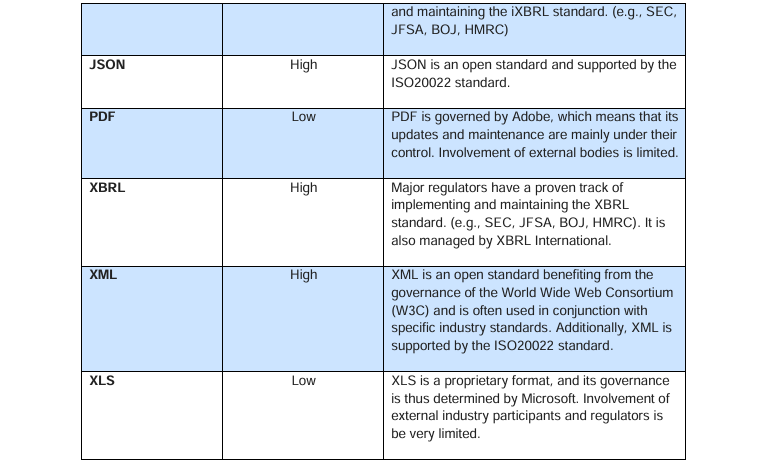 and maintaining the iXBRL standard. (e.g., SEC,
JFSA, BOJ, HMRC)
JSON
High
JSON is an open standard and supported by the
ISO20022 standard.
PDF
Low
PDF is governed by Adobe, which means that its
updates and maintenance are mainly under their
control. Involvement of external bodies is limited.
XBRL
High
Major regulators have a proven track of
implementing and maintaining the XBRL
standard. (e.g., SEC, JFSA, BOJ, HMRC). It is
also managed by XBRL International.
XML
High
XML is an open standard benefiting from the
governance of the World Wide Web Consortium
(W3C) and is often used in conjunction with
specific industry standards. Additionally, XML is
supported by the ISO20022 standard.
XLS
Low
XLS is a proprietary format, and its governance
is thus determined by Microsoft. Involvement of
external industry participants and regulators is
be very limited.